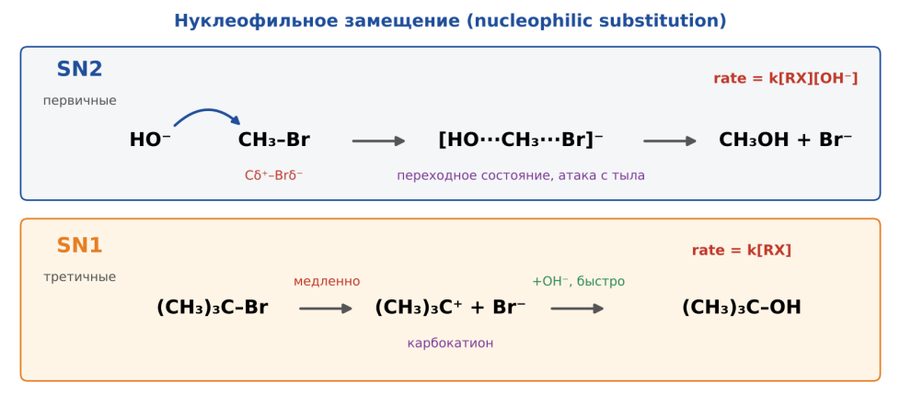 Нуклеофильное замещение (nucleophilic substitution)
SN2
rate = k[RX][OH⁻]
первичные
HO⁻ CH₃–Br [HO···CH₃···Br]⁻ CH₃OH + Br⁻
Cδ⁺–Brδ⁻ переходное состояние, атака с тыла
SN1
rate = k[RX]
третичные
медленно +OH⁻, быстро
(CH₃)₃C–Br (CH₃)₃C⁺ + Br⁻ (CH₃)₃C–OH
карбокатион